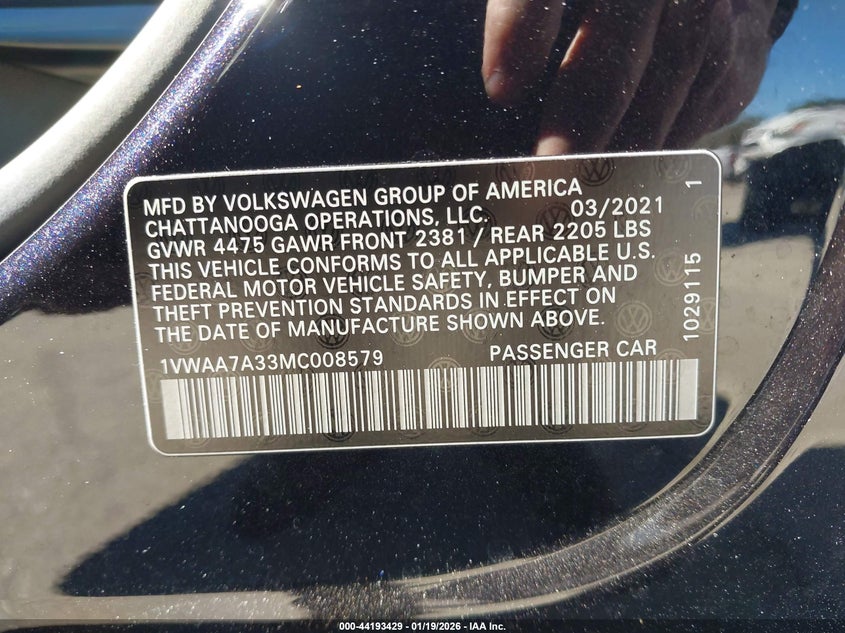 MFD BY VOLKSWAGEN GROUP OF AMERICA
CHATTANOOGA OPERATIONS, LLC. 03/2021
GVWR 4475 GAWR FRONT 2381 / REAR 2205 LBS
THIS VEHICLE CONFORMS TO ALL APPLICABLE U.S.
FEDERAL MOTOR VEHICLE SAFETY, BUMPER AND
THEFT PREVENTION STANDARDS IN EFFECT ON
THE DATE OF MANUFACTURE SHOWN ABOVE.
1VWAA7A33MC008579 PASSENGER CAR
1029115 1
000-44193429 - 01/19/2026 - IAA Inc.